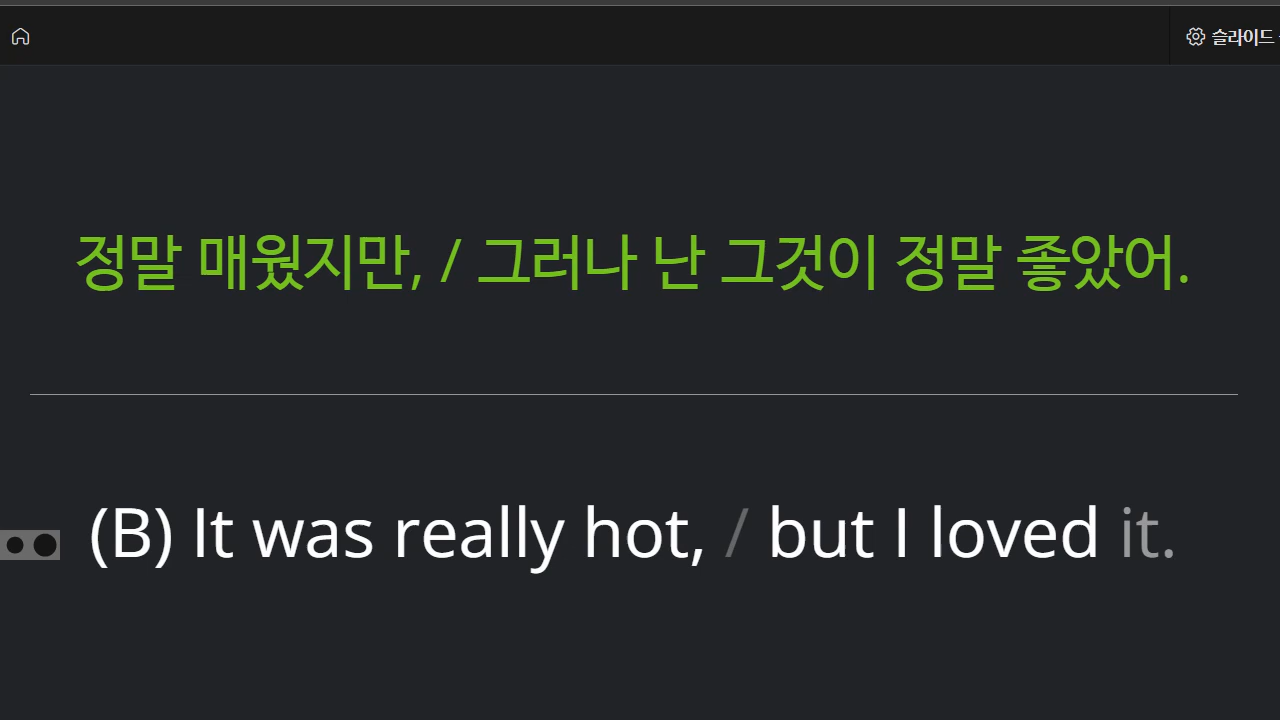 슬라이드
정말 매웠지만, / 그러나 난 그것이 정말 좋았어.
(B) It was really hot, / but I loved it.